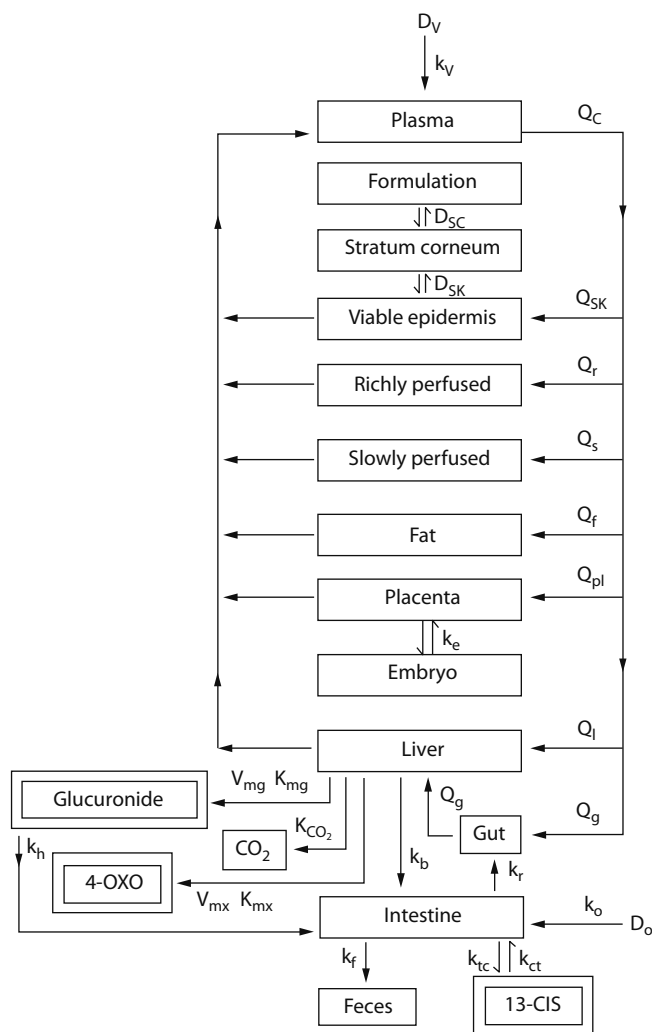 D_V
k_V
Plasma
Q_C
Formulation
D_SC
Stratum corneum
D_SK
Viable epidermis
Q_SK
Richly perfused
Q_r
Slowly perfused
Q_s
Fat
Q_f
Placenta
Q_pl
k_e
Embryo
Liver
Q_l
Glucuronide
V_mg K_mg
Q_g
Q_g
k_h
CO_2
K_CO_2
Gut
4-OXO
V_mx K_mx
k_b
k_r
Intestine
k_o
D_o
k_f
k_tc
k_ct
Feces
13-CIS